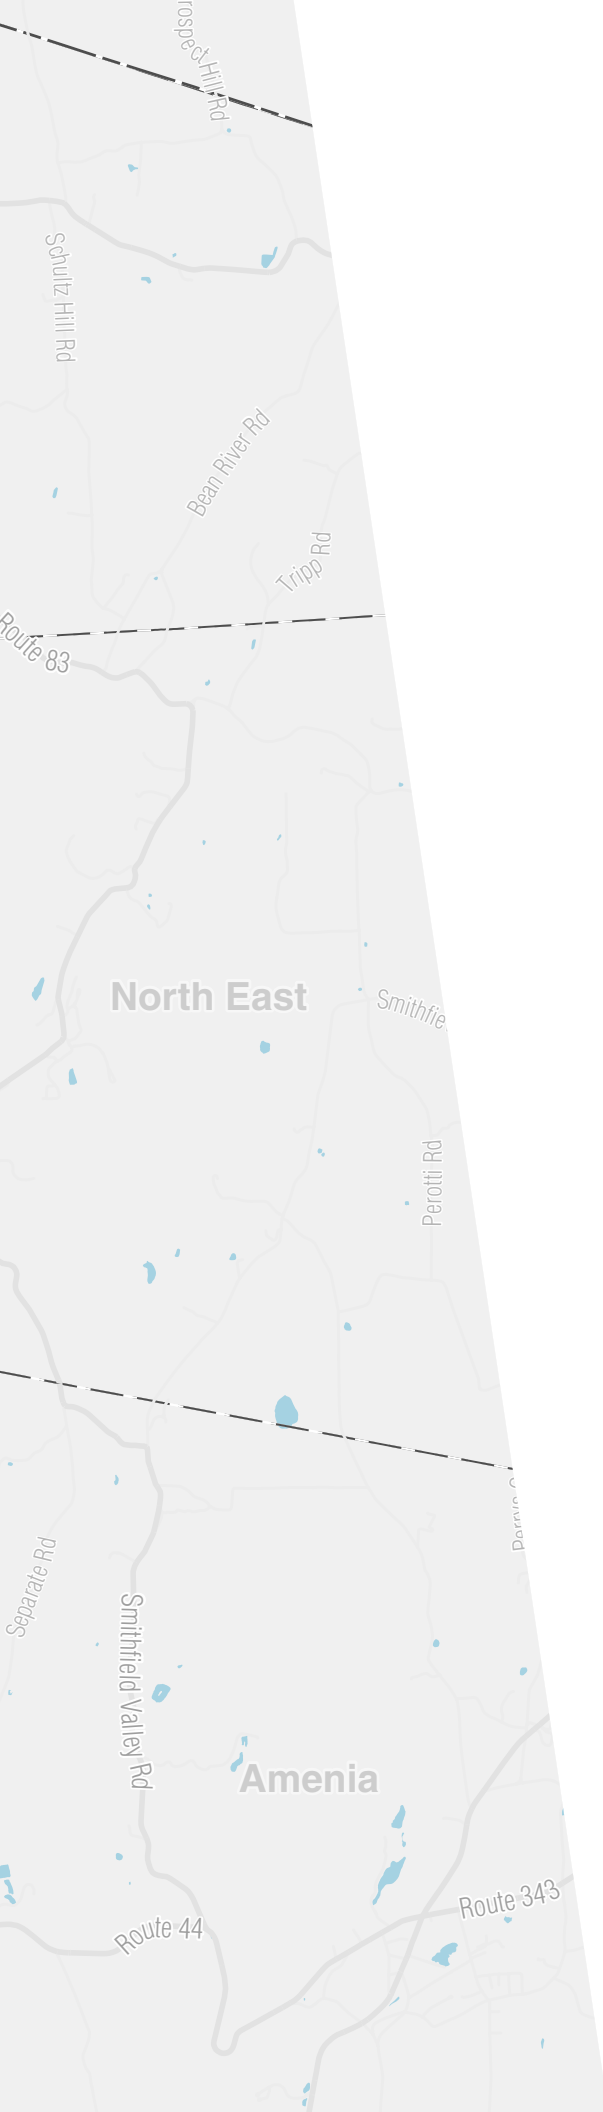 Hill Rd
Schultz Hill Rd
Bean River Rd
Tripp Rd
Route 83
North East
Smithfie
Perotti Rd
Separate Rd
Smithfield Valley Rd
Amenia
Route 343
Route 44